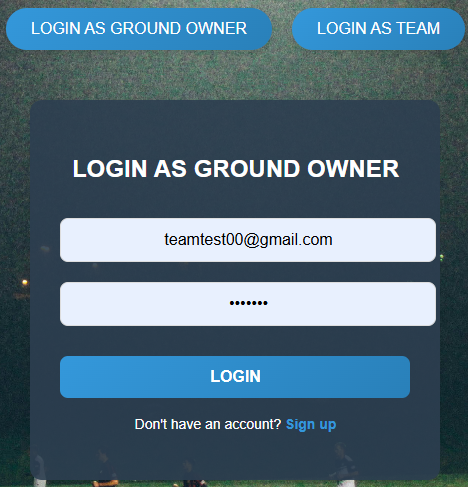 LOGIN AS GROUND OWNER
LOGIN AS TEAM
LOGIN AS GROUND OWNER
teamtest00@gmail.com
•••••••
LOGIN
Don't have an account? Sign up